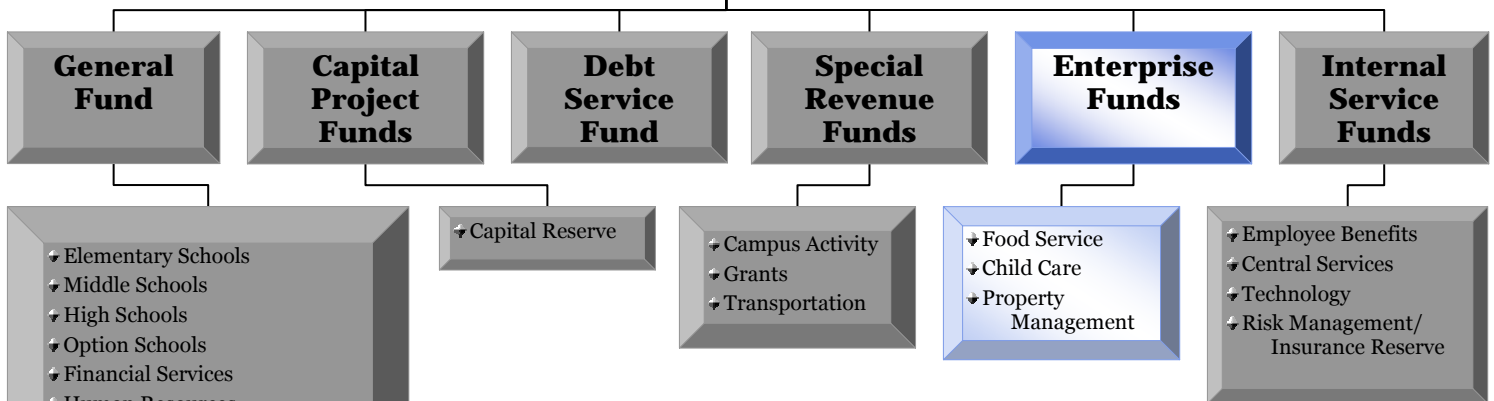 General
Fund
Capital
Project
Funds
Debt
Service
Fund
Special
Revenue
Funds
Enterprise
Funds
Internal
Service
Funds
Elementary Schools
Middle Schools
High Schools
Option Schools
Financial Services
Human Resources
Capital Reserve
Campus Activity
Grants
Transportation
Food Service
Child Care
Property
Management
Employee Benefits
Central Services
Technology
Risk Management/
Insurance Reserve